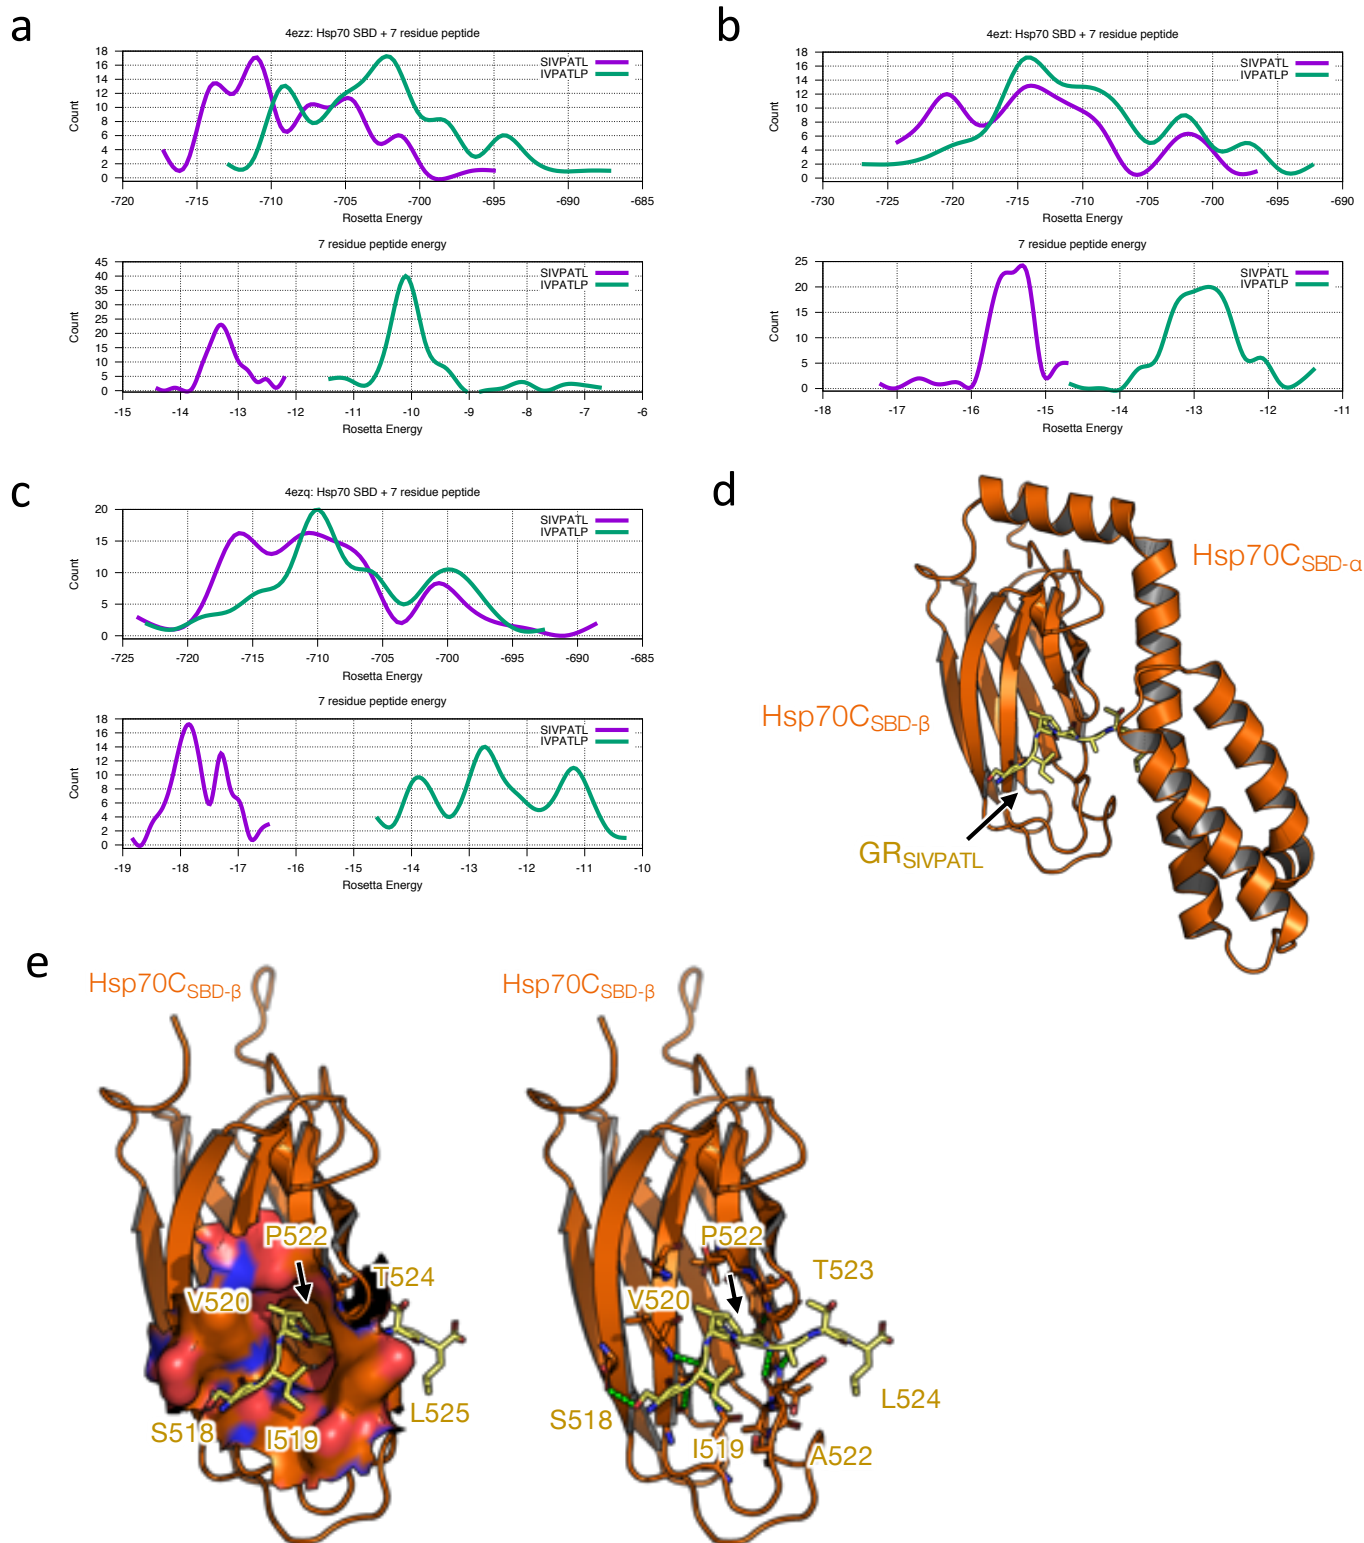 a
4ezz: Hsp70 SBD + 7 residue peptide
SIVPATL
IVPATLP
Count
18
16
14
12
10
8
6
4
2
0
-720 -715 -710 -705 -700 -695 -690 -685
Rosetta Energy
7 residue peptide energy
SIVPATL
IVPATLP
Count
45
40
35
30
25
20
15
10
5
0
-15 -14 -13 -12 -11 -10 -9 -8 -7 -6
Rosetta Energy
b
4ezt: Hsp70 SBD + 7 residue peptide
SIVPATL
IVPATLP
Count
18
16
14
12
10
8
6
4
2
0
-730 -725 -720 -715 -710 -705 -700 -695 -690
Rosetta Energy
7 residue peptide energy
SIVPATL
IVPATLP
Count
25
20
15
10
5
0
-18 -17 -16 -15 -14 -13 -12 -11
Rosetta Energy
c
4ezq: Hsp70 SBD + 7 residue peptide
SIVPATL
IVPATLP
Count
20
15
10
5
0
-725 -720 -715 -710 -705 -700 -695 -690 -685
Rosetta Energy
7 residue peptide energy
SIVPATL
IVPATLP
Count
18
16
14
12
10
8
6
4
2
0
-19 -18 -17 -16 -15 -14 -13 -12 -11 -10
Rosetta Energy
d
Hsp70CSBD-α
Hsp70CSBD-β
GRSIVPATL
e
Hsp70CSBD-β
P522
T524
V520
L525
S518
I519
Hsp70CSBD-β
P522
T523
V520
L524
S518
I519
A522